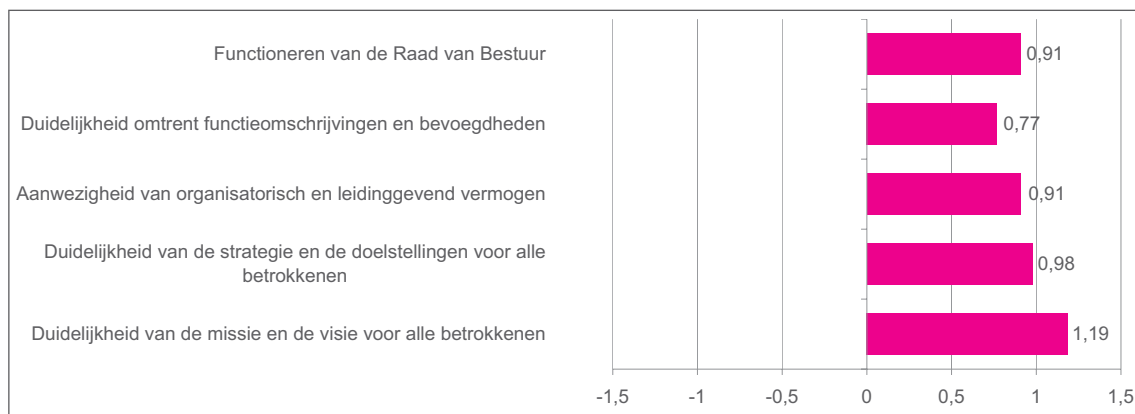 Functioneren van de Raad van Bestuur
0,91
Duidelijkheid omtrent functieomschrijvingen en bevoegdheden
0,77
Aanwezigheid van organisatorisch en leidinggevend vermogen
0,91
Duidelijkheid van de strategie en de doelstellingen voor alle
betrokkenen
0,98
Duidelijkheid van de missie en de visie voor alle betrokkenen
1,19
-1,5 -1 -0,5 0 0,5 1 1,5